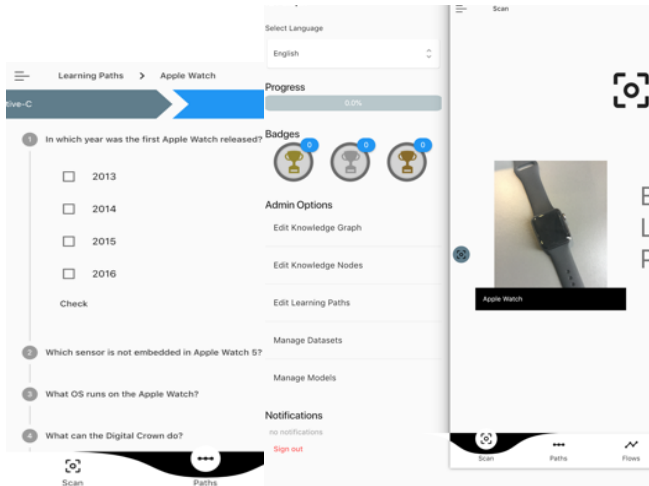 Learning Paths > Apple Watch
tive-C
1 In which year was the first Apple Watch released?
2013
2014
2015
2016
Check
2 Which sensor is not embedded in Apple Watch 5?
3 What OS runs on the Apple Watch?
4 What can the Digital Crown do?
Scan
Paths
Select Language
English
Progress
0.0%
Badges
0 0 0
Admin Options
Edit Knowledge Graph
Edit Knowledge Nodes
Edit Learning Paths
Manage Datasets
Manage Models
Notifications
no notifications
Sign out
Scan
Apple Watch
Scan
Paths
Flows